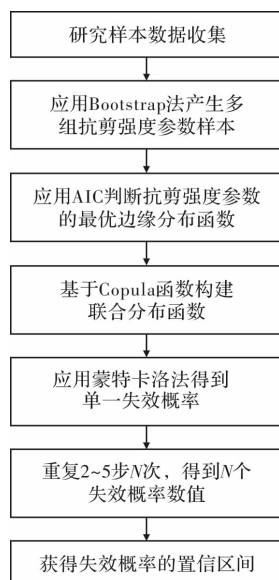 研究样本数据收集
应用Bootstrap法产生多
组抗剪强度参数样本
应用AIC判断抗剪强度参数
的最优边缘分布函数
基于Copula函数构建
联合分布函数
应用蒙特卡洛法得到
单一失效概率
重复2~5步N次，得到N个
失效概率数值
获得失效概率的置信区间